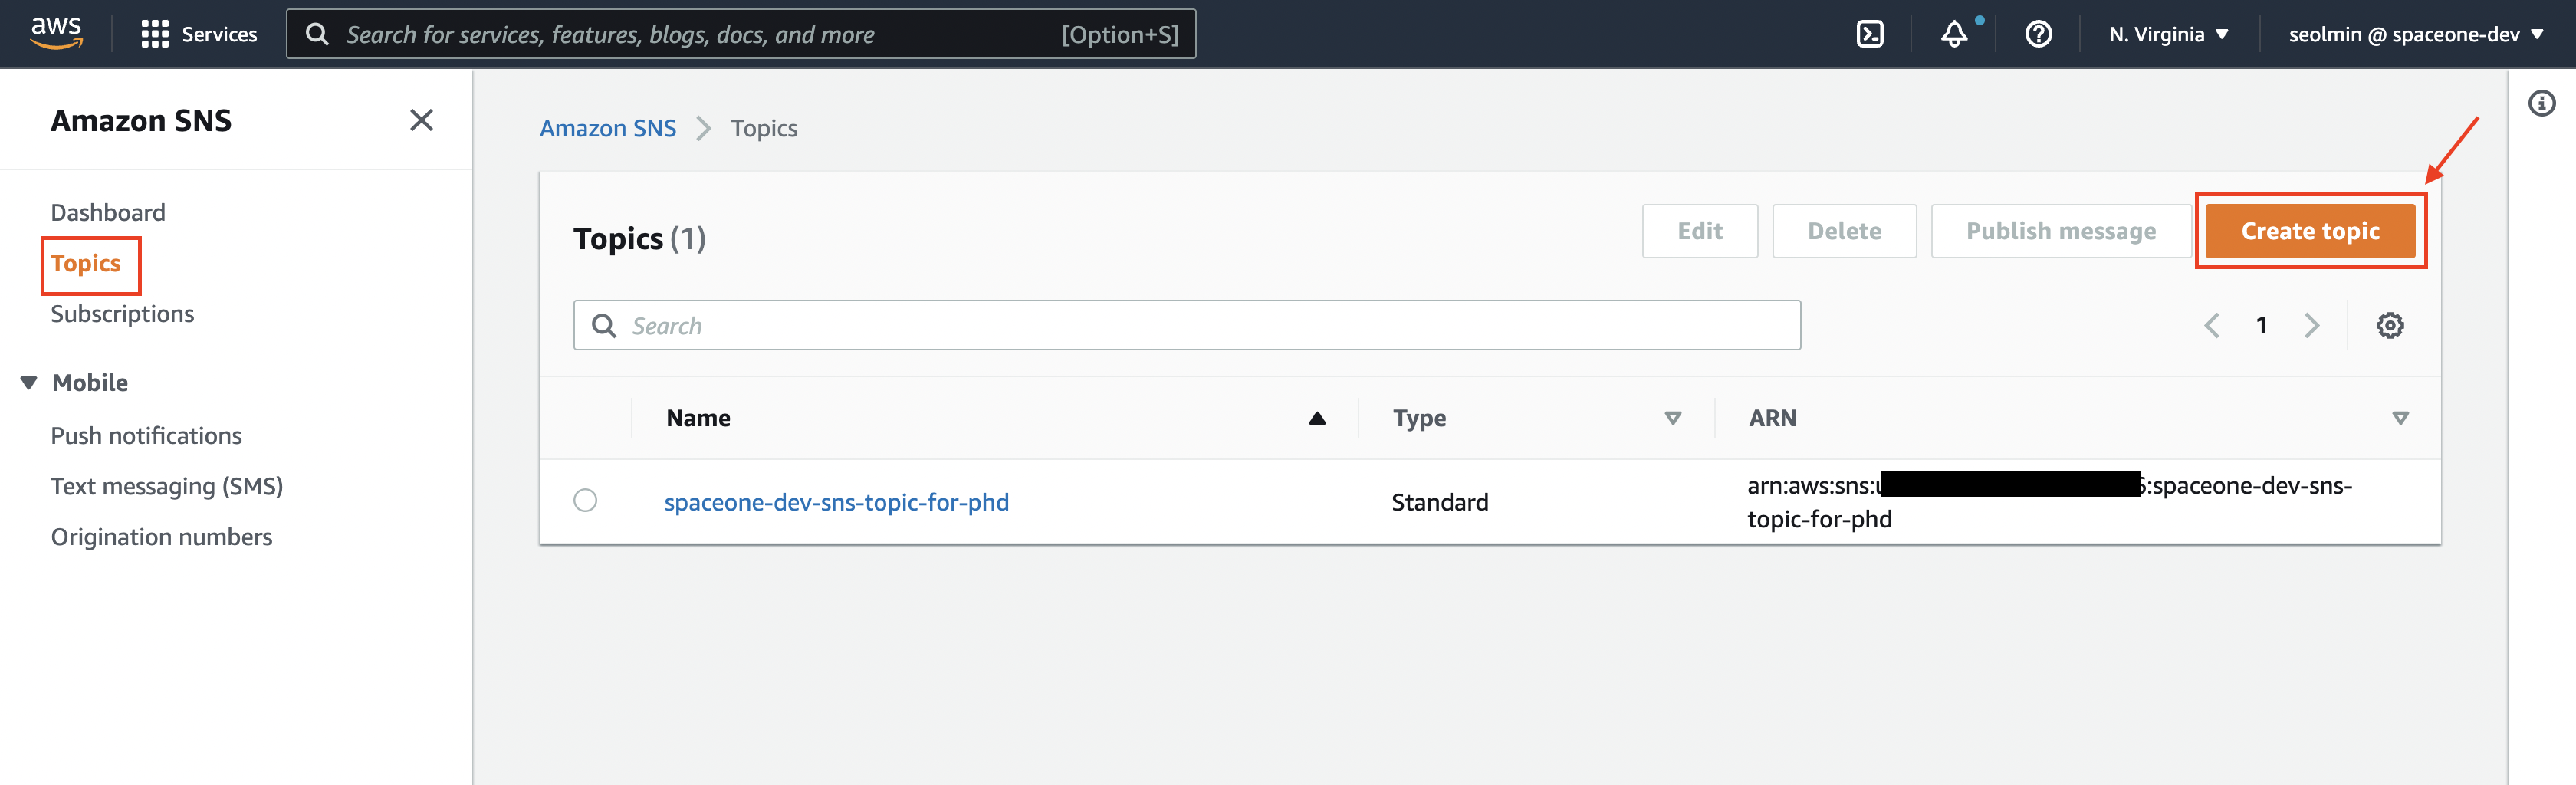 aws
Services
Search for services, features, blogs, docs, and more [Option+S]
N. Virginia
seolmin @ spaceone-dev
Amazon SNS
Dashboard
Topics
Subscriptions
Mobile
Push notifications
Text messaging (SMS)
Origination numbers
Amazon SNS > Topics
Topics (1)
Edit
Delete
Publish message
Create topic
Search
1
Name
Type
ARN
spaceone-dev-sns-topic-for-phd
Standard
arn:aws:sns: :spaceone-dev-sns-
topic-for-phd